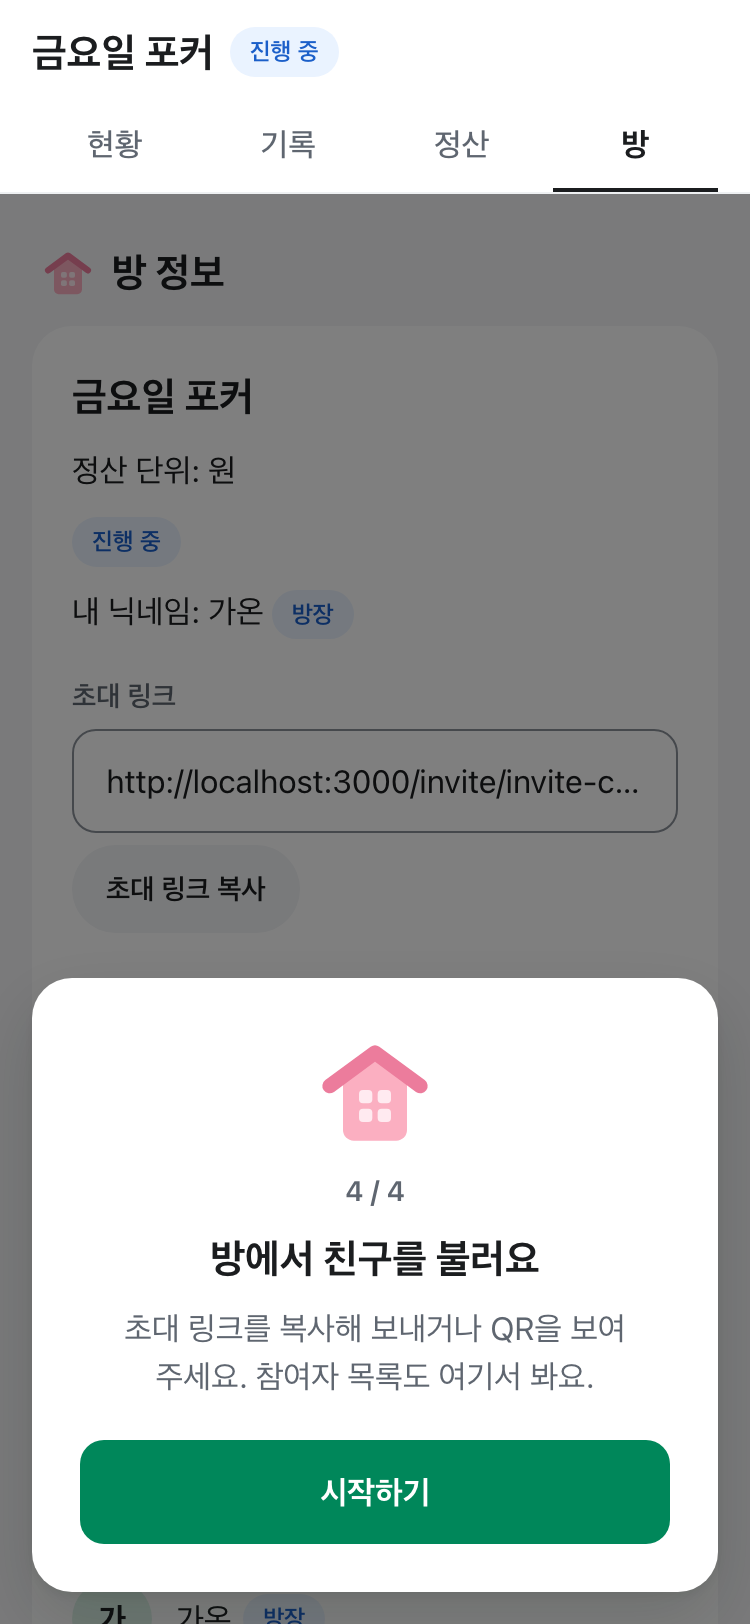 금요일 포커 진행 중
현황 기록 정산 방
방 정보
금요일 포커
정산 단위: 원
진행 중
내 닉네임: 가온 방장
초대 링크
http://localhost:3000/invite/invite-c...
초대 링크 복사
4 / 4
방에서 친구를 불러요
초대 링크를 복사해 보내거나 QR을 보여
주세요. 참여자 목록도 여기서 봐요.
시작하기
가 가온 방장